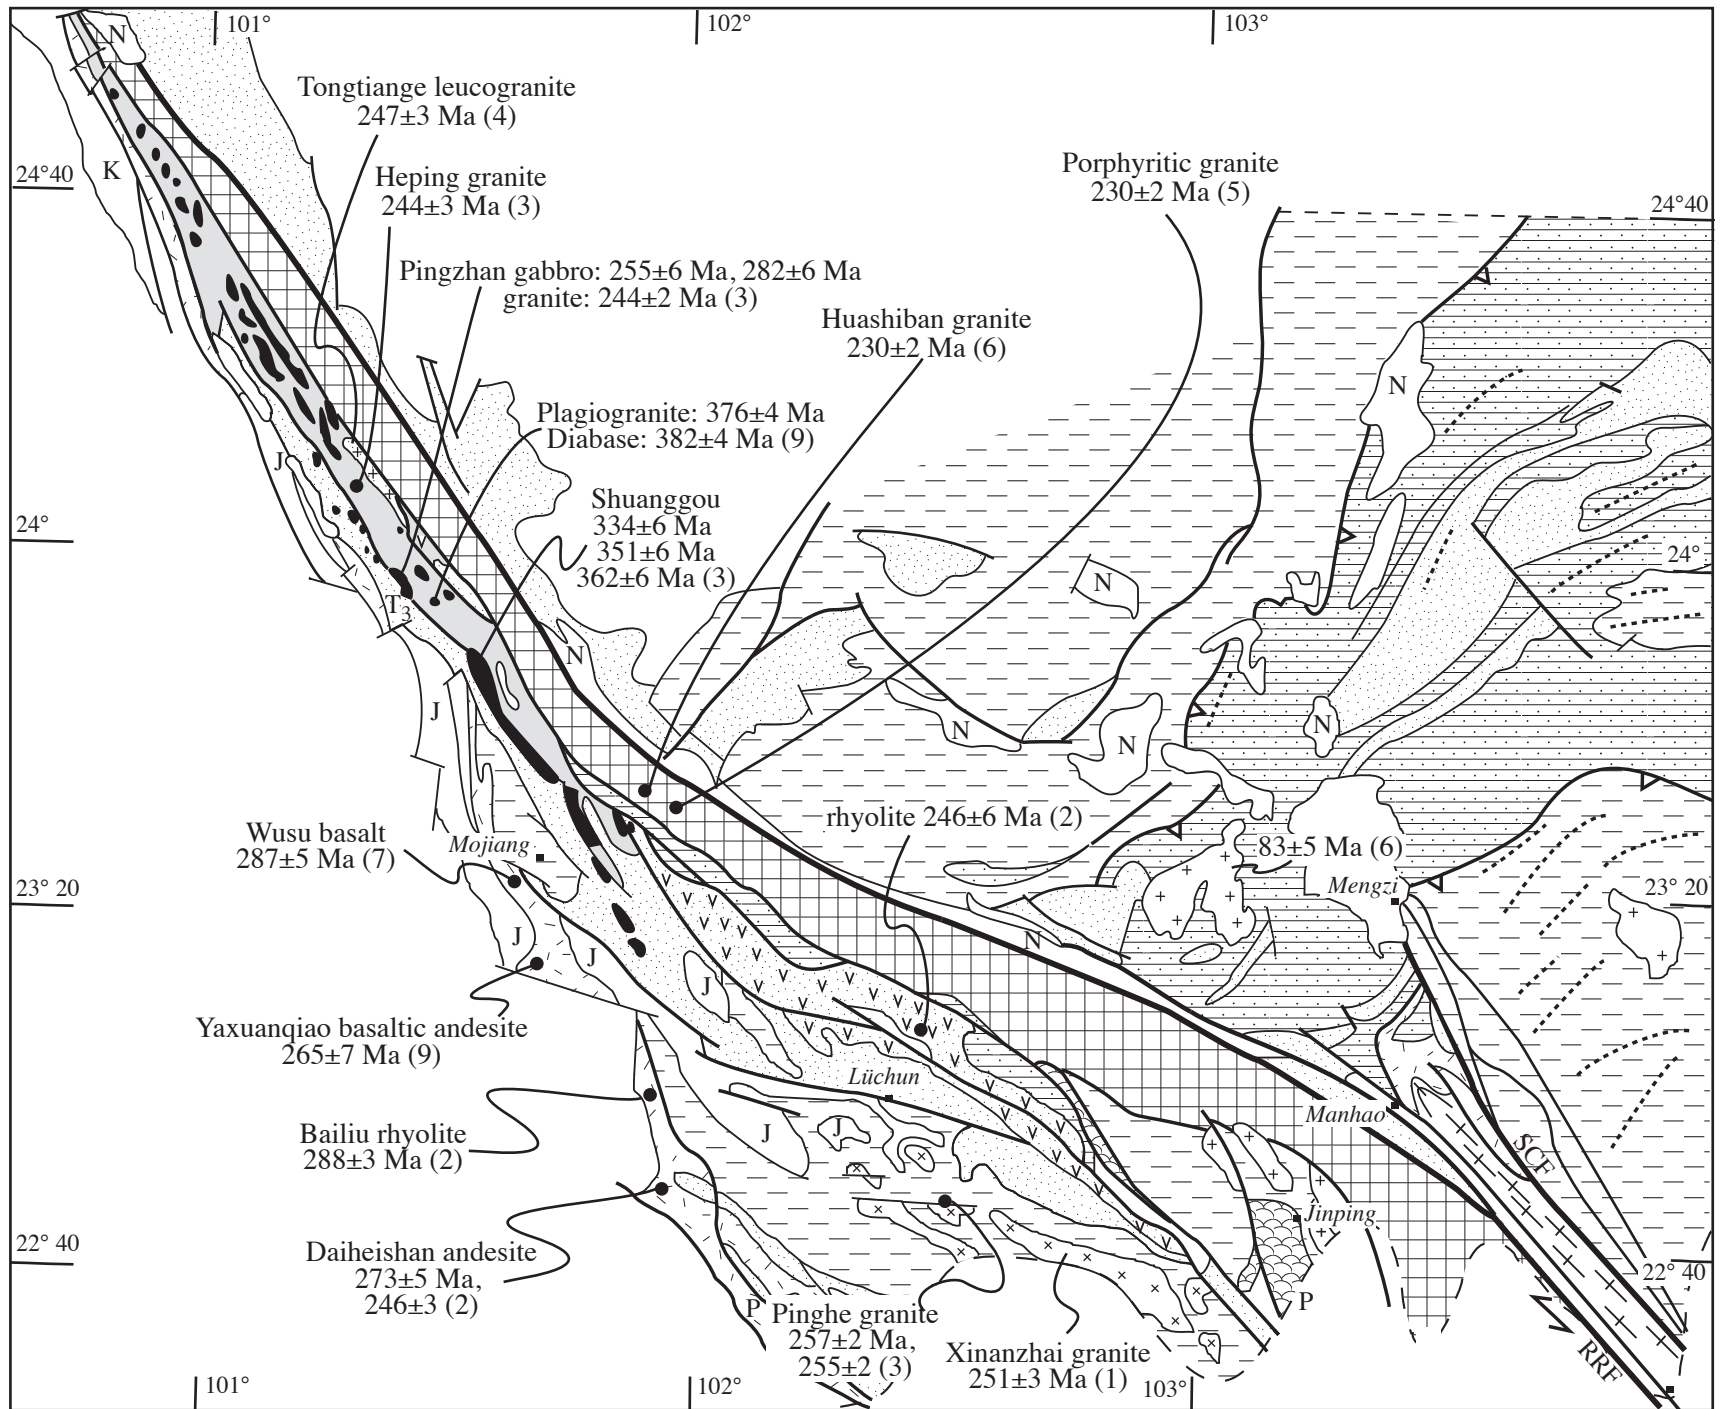 101°
102°
103°
N
Tongtiange leucogranite
247±3 Ma (4)
K
24°40
Heping granite
244±3 Ma (3)
Porphyritic granite
230±2 Ma (5)
24°40
Pingzhan gabbro: 255±6 Ma, 282±6 Ma
granite: 244±2 Ma (3)
Huashiban granite
230±2 Ma (6)
N
Plagiogranite: 376±4 Ma
Diabase: 382±4 Ma (9)
J
Shuanggou
334±6 Ma
351±6 Ma
362±6 Ma (3)
24°
24°
N
T3
N
J
N
N
N
rhyolite 246±6 Ma (2)
Wusu basalt
287±5 Ma (7)
Mojiang
83±5 Ma (6)
Mengzi
23° 20
23° 20
J
J
N
J
Yaxuanqiao basaltic andesite
265±7 Ma (9)
Lüchun
Manhao
Bailiu rhyolite
288±3 Ma (2)
J
J
SCF
Jinping
22° 40
22° 40
Daiheishan andesite
273±5 Ma,
246±3 (2)
P
P
Pinghe granite
257±2 Ma,
255±2 (3)
Xinanzhai granite
251±3 Ma (1)
RRF
101°
102°
103°